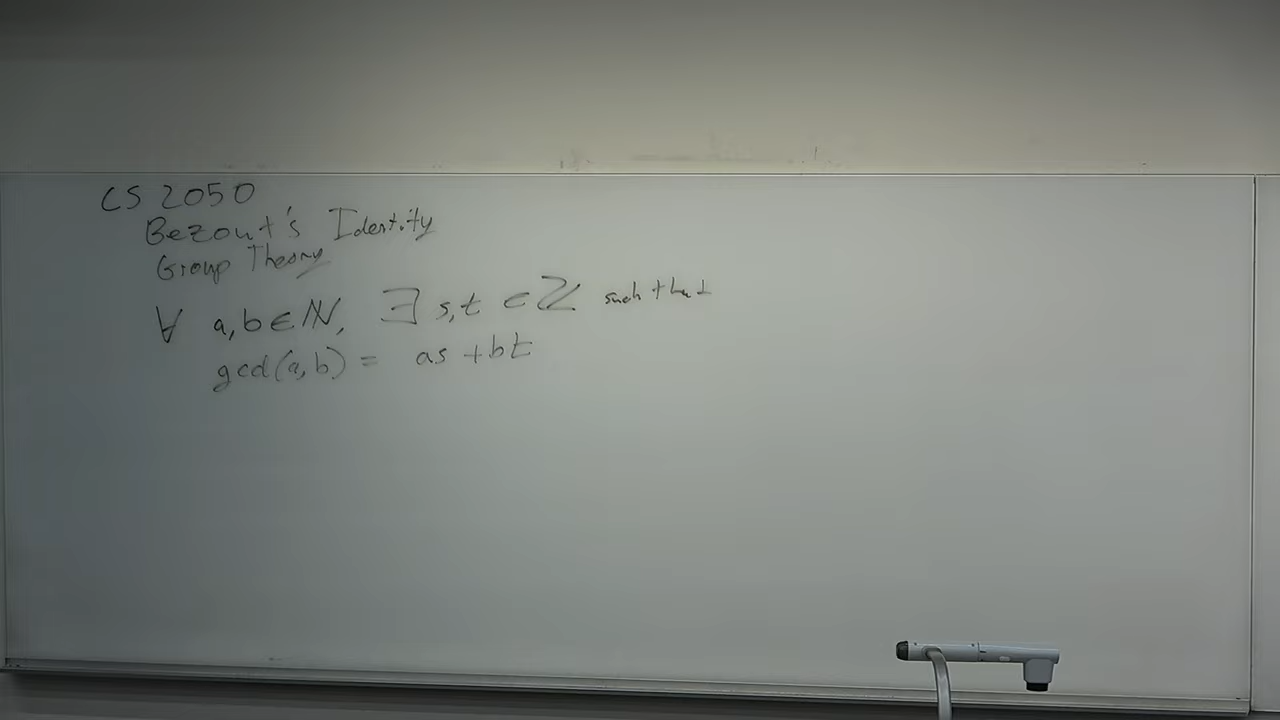 CS 2050
Bezout's Identity
Group Theory
∀ a,b ∈ ℕ, ∃ s,t ∈ ℤ such that
gcd(a,b) = as + bt